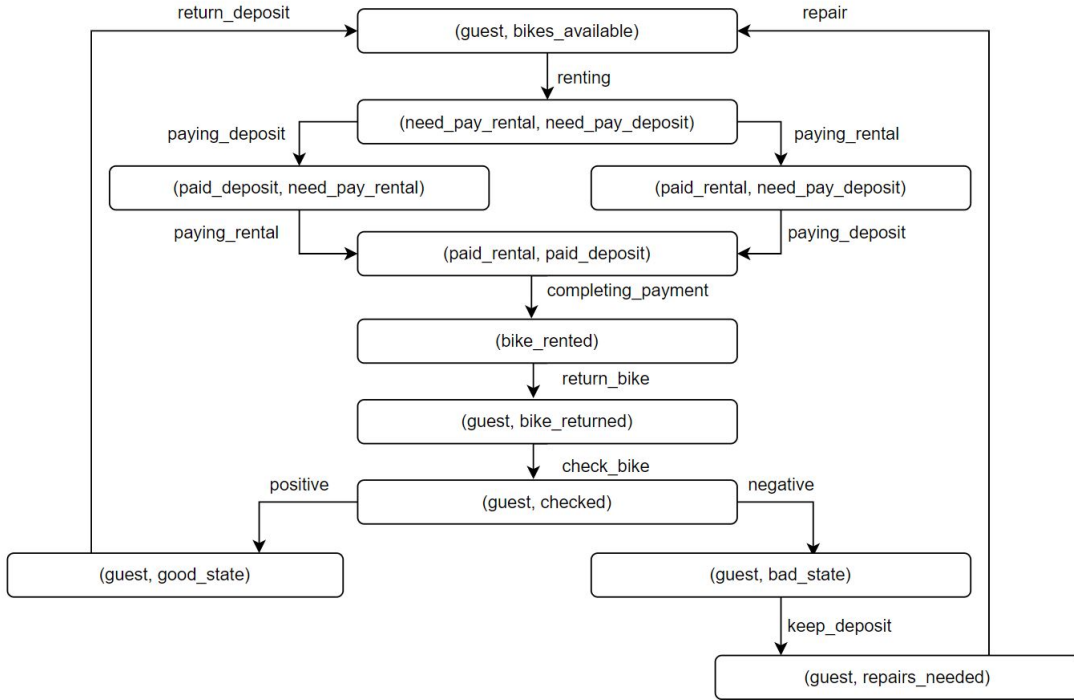 return_deposit
repair
(guest, bikes_available)
renting
(need_pay_rental, need_pay_deposit)
paying_deposit
paying_rental
(paid_deposit, need_pay_rental)
(paid_rental, need_pay_deposit)
paying_rental
paying_deposit
(paid_rental, paid_deposit)
completing_payment
(bike_rented)
return_bike
(guest, bike_returned)
check_bike
positive
negative
(guest, checked)
(guest, good_state)
(guest, bad_state)
keep_deposit
(guest, repairs_needed)